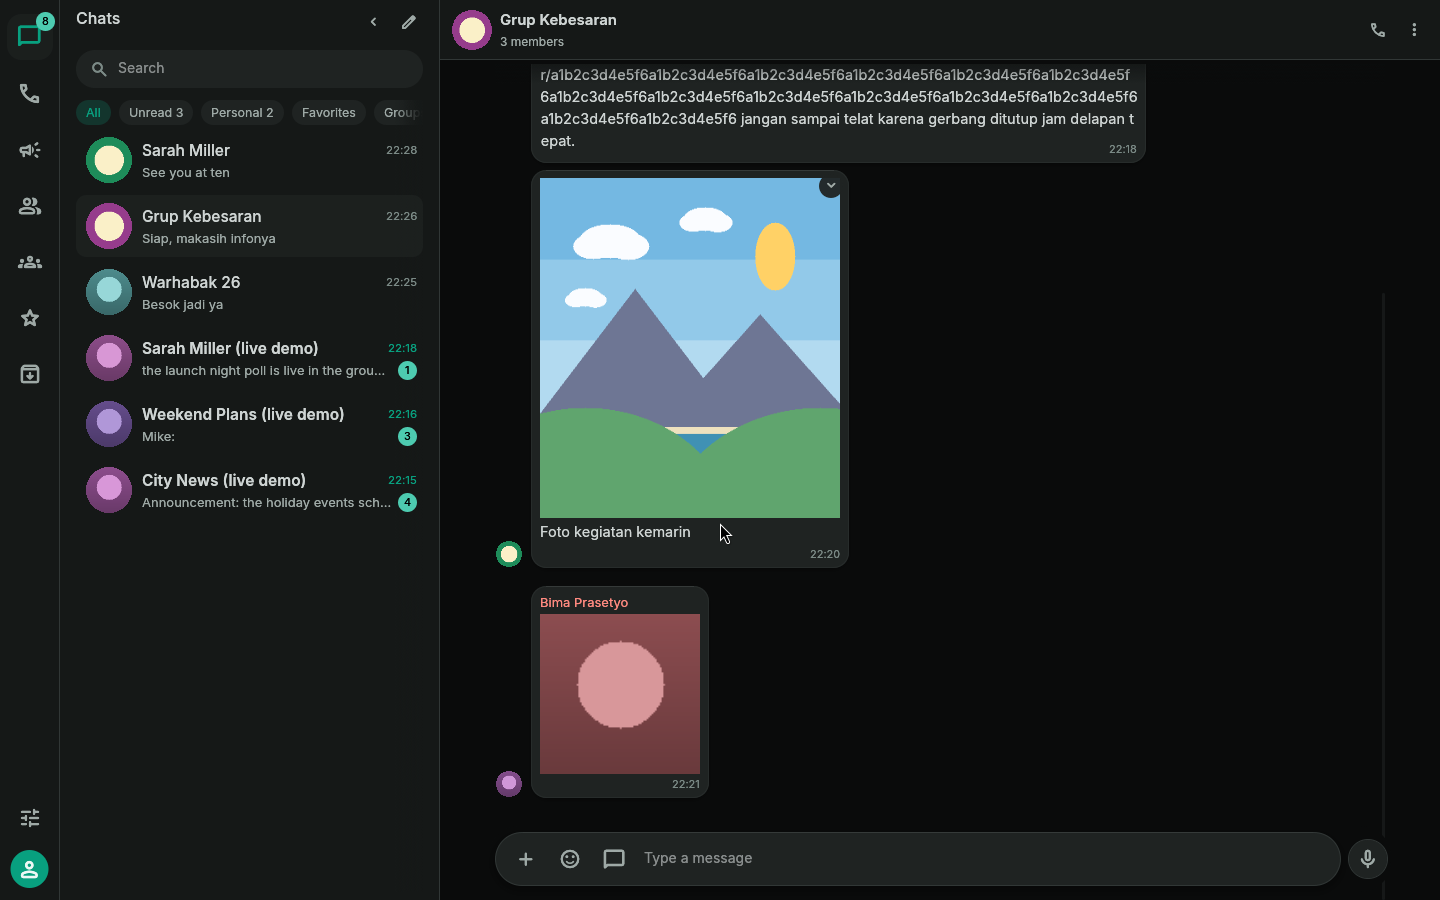 8
Chats
Search
All
Unread 3
Personal 2
Favorites
Group
Sarah Miller
22:28
See you at ten
Grup Kebesaran
22:26
Siap, makasih infonya
Warhabak 26
22:25
Besok jadi ya
Sarah Miller (live demo)
22:18
the launch night poll is live in the grou...
1
Weekend Plans (live demo)
22:16
Mike:
3
City News (live demo)
22:15
Announcement: the holiday events sch...
4
Grup Kebesaran
3 members
r/a1b2c3d4e5f6a1b2c3d4e5f6a1b2c3d4e5f6a1b2c3d4e5f6a1b2c3d4e5f
6a1b2c3d4e5f6a1b2c3d4e5f6a1b2c3d4e5f6a1b2c3d4e5f6a1b2c3d4e5f6
a1b2c3d4e5f6a1b2c3d4e5f6 jangan sampai telat karena gerbang ditutup jam delapan t
epat.
22:18
Foto kegiatan kemarin
22:20
Bima Prasetyo
22:21
Type a message